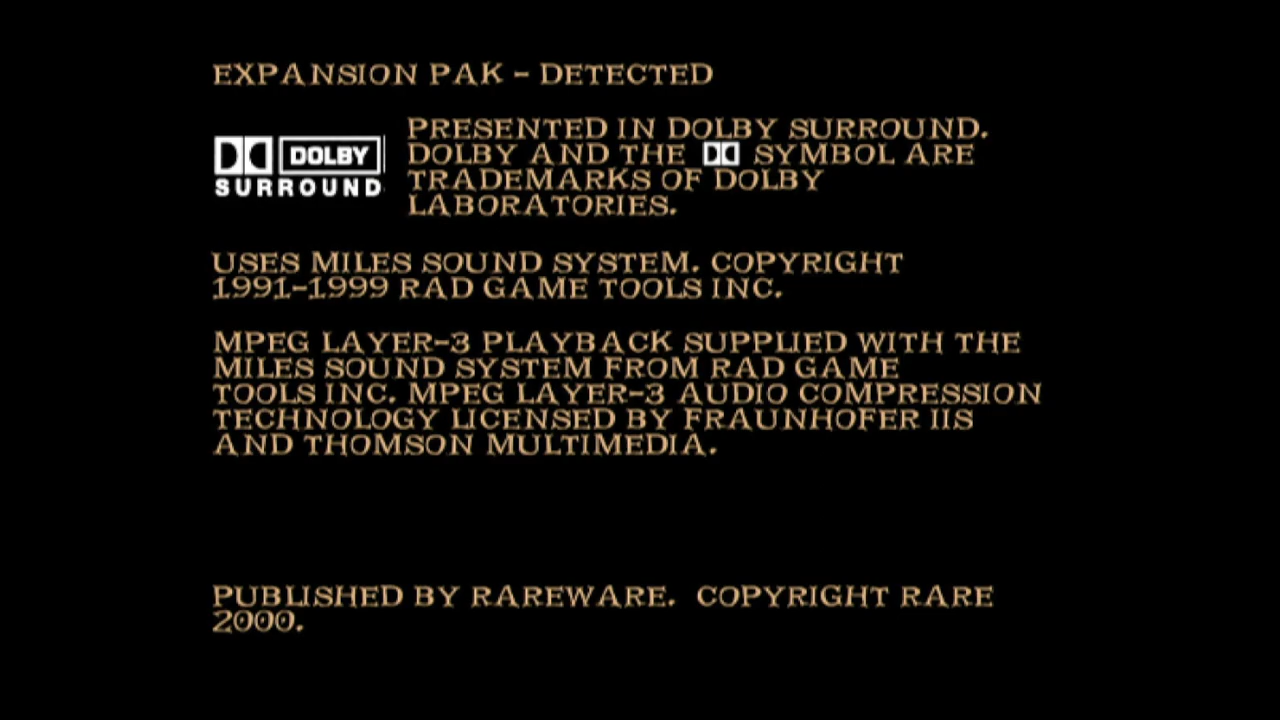 EXPANSION PAK - DETECTED
DOLBY
SURROUND
PRESENTED IN DOLBY SURROUND.
DOLBY AND THE SYMBOL ARE
TRADEMARKS OF DOLBY
LABORATORIES.
USES MILES SOUND SYSTEM. COPYRIGHT
1991-1999 RAD GAME TOOLS INC.
MPEG LAYER-3 PLAYBACK SUPPLIED WITH THE
MILES SOUND SYSTEM FROM RAD GAME
TOOLS INC. MPEG LAYER-3 AUDIO COMPRESSION
TECHNOLOGY LICENSED BY FRAUNHOFER IIS
AND THOMSON MULTIMEDIA.
PUBLISHED BY RAREWARE. COPYRIGHT RARE
2000.